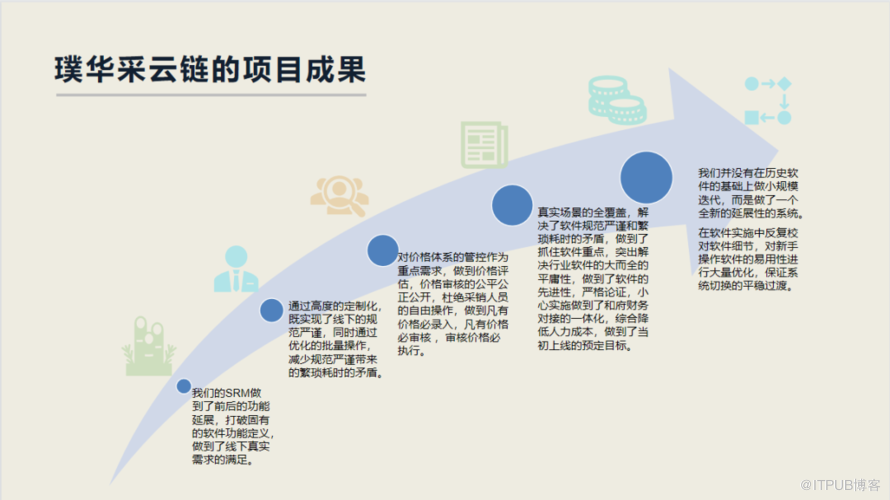 璞华采云链的项目成果
我们的SRM做
到了前后的功能
延展，打破固有
的软件功能定义，
做到了线下真实
需求的满足。
通过高度的定制化，
既实现了线下的规
范严谨，同时通过
优化的批量操作，
减少规范严谨带来
的繁琐耗时的矛盾。
对价格体系的管控作为
重点需求，做到价格评
估，价格审核的公平公
正公开，杜绝采销人员
的自由操作，做到凡有
价格必录入，凡有价格
必审核 ，审核价格必
执行。
真实场景的全覆盖，解
决了软件规范严谨和繁
琐耗时的矛盾，做到了
抓住软件重点，突出解
决行业软件的大而全的
平庸性，做到了软件的
先进性，严格论证，小
心实施做到了和府财务
对接的一体化，综合降
低人力成本，做到了当
初上线的预定目标。
我们并没有在历史软
件的基础上做小规模
迭代，而是做了一个
全新的延展性的系统。
在软件实施中反复校
对软件细节，对新手
操作软件的易用性进
行大量优化，保证系
统切换的平稳过渡。
@ITPUB博客